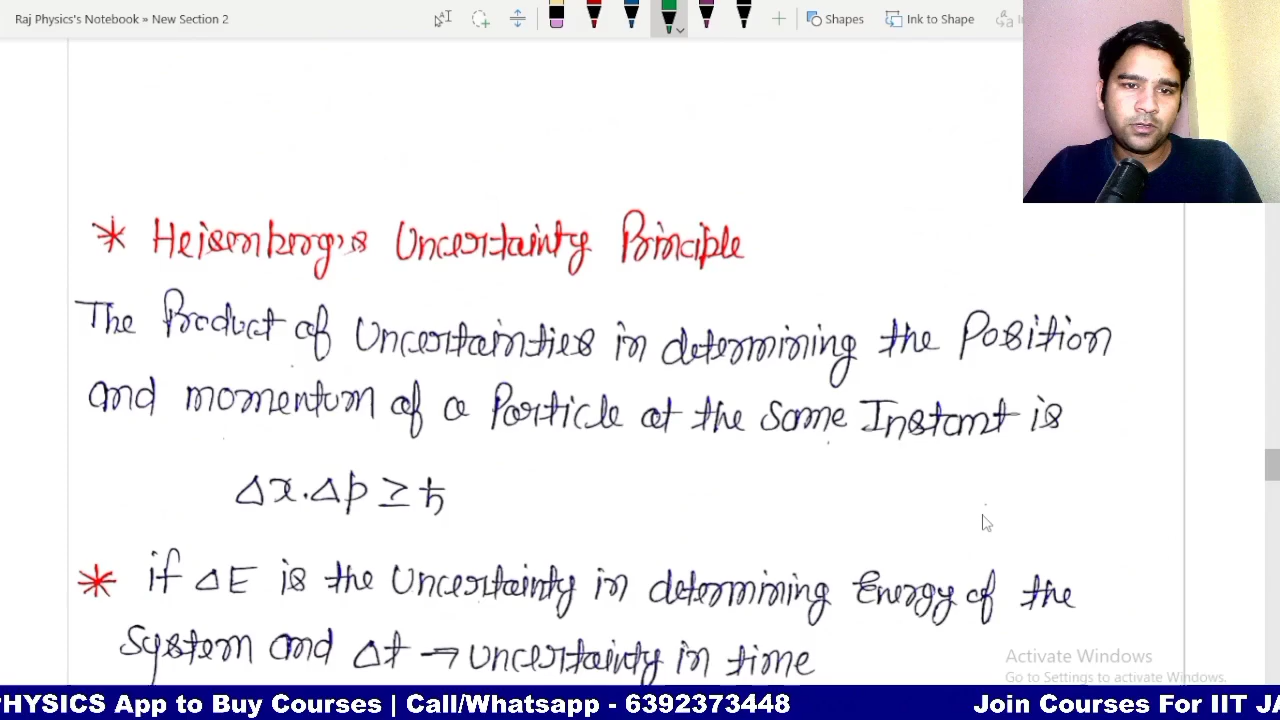 Raj Physics's Notebook » New Section 2
Shapes
Ink to Shape
* Heisenberg's Uncertainty Principle
The Product of Uncertainties in determining the Position
and momentum of a Particle at the same Instant is
Δx.Δp ≥ ħ
* if ΔE is the Uncertainty in determining Energy of the
System and Δt → uncertainty in time
Activate Windows
Go to Settings to activate Windows.
HYSICS App to Buy Courses | Call/Whatsapp - 6392373448 Join Courses For IIT JA